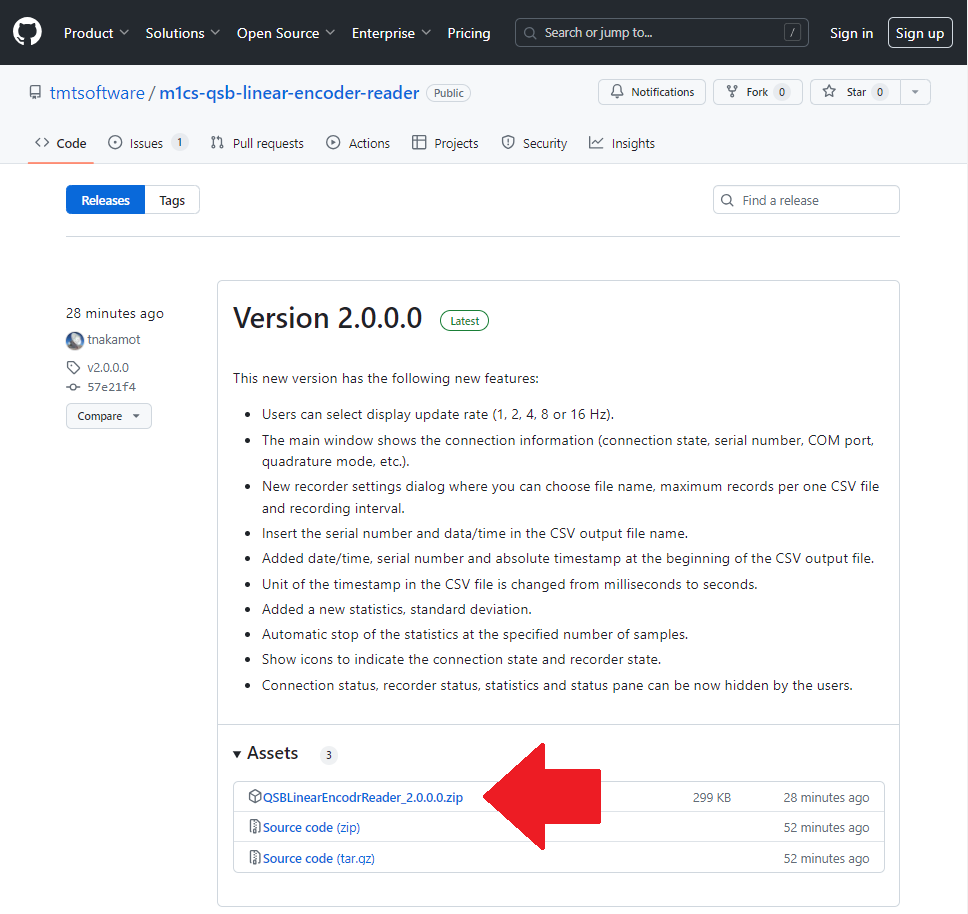 Product Solutions Open Source Enterprise Pricing Search or jump to... / Sign in Sign up
tmtsoftware / m1cs-qsb-linear-encoder-reader Public Notifications Fork 0 Star 0
Code Issues 1 Pull requests Actions Projects Security Insights
Releases Tags Find a release
28 minutes ago
tnakamot
v2.0.0.0
57e21f4
Compare
Version 2.0.0.0 Latest
This new version has the following new features:
• Users can select display update rate (1, 2, 4, 8 or 16 Hz).
• The main window shows the connection information (connection state, serial number, COM port,
quadrature mode, etc.).
• New recorder settings dialog where you can choose file name, maximum records per one CSV file
and recording interval.
• Insert the serial number and data/time in the CSV output file name.
• Added date/time, serial number and absolute timestamp at the beginning of the CSV output file.
• Unit of the timestamp in the CSV file is changed from milliseconds to seconds.
• Added a new statistics, standard deviation.
• Automatic stop of the statistics at the specified number of samples.
• Show icons to indicate the connection state and recorder state.
• Connection status, recorder status, statistics and status pane can be now hidden by the users.
Assets 3
QSBLinearEncodrReader_2.0.0.0.zip 299 KB 28 minutes ago
Source code (zip) 52 minutes ago
Source code (tar.gz) 52 minutes ago